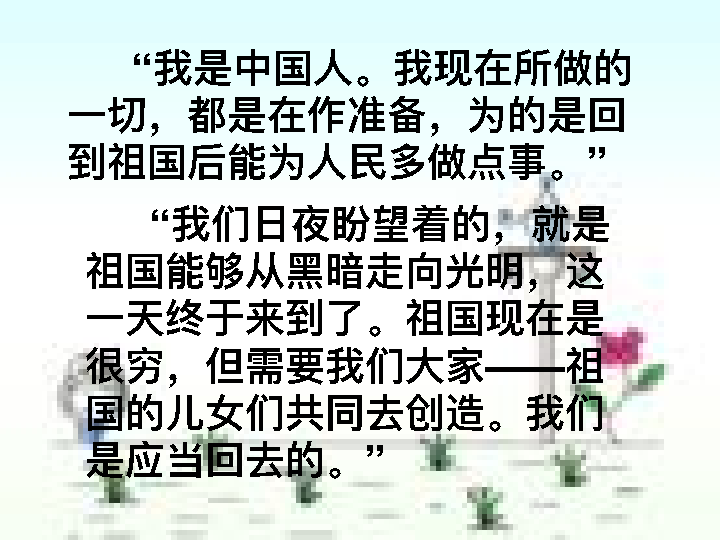 “我是中国人。我现在所做的
一切，都是在作准备，为的是回
到祖国后能为人民多做点事。”
“我们日夜盼望着的，就是
祖国能够从黑暗走向光明，这
一天终于来到了。祖国现在是
很穷，但需要我们大家——祖
国的儿女们共同去创造。我们
是应当回去的。”